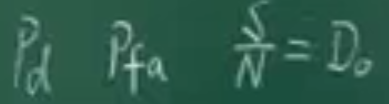 Pd Pfa S/N = D₀